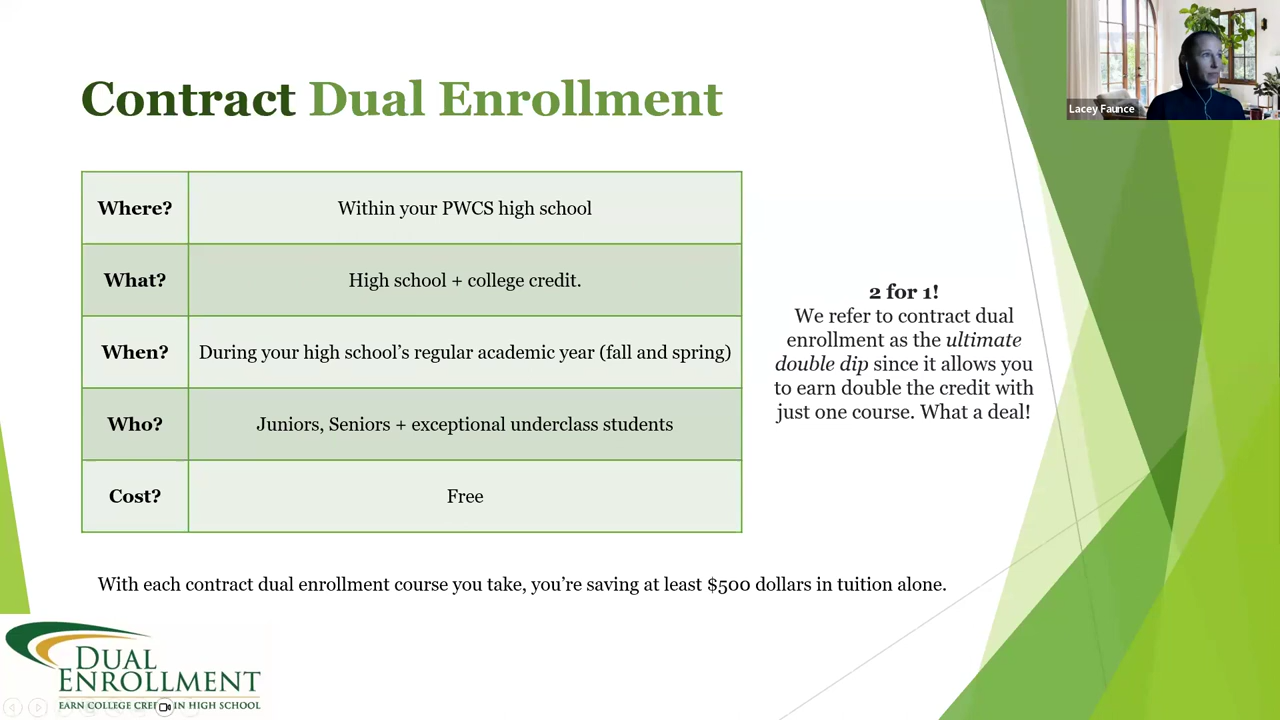 Contract Dual Enrollment
Lacey Faunce
Where? Within your PWCS high school
What? High school + college credit.
When? During your high school’s regular academic year (fall and spring)
Who? Juniors, Seniors + exceptional underclass students
Cost? Free
2 for 1!
We refer to contract dual
enrollment as the ultimate
double dip since it allows you
to earn double the credit with
just one course. What a deal!
With each contract dual enrollment course you take, you’re saving at least $500 dollars in tuition alone.
DUAL
ENROLLMENT
EARN COLLEGE IN HIGH SCHOOL